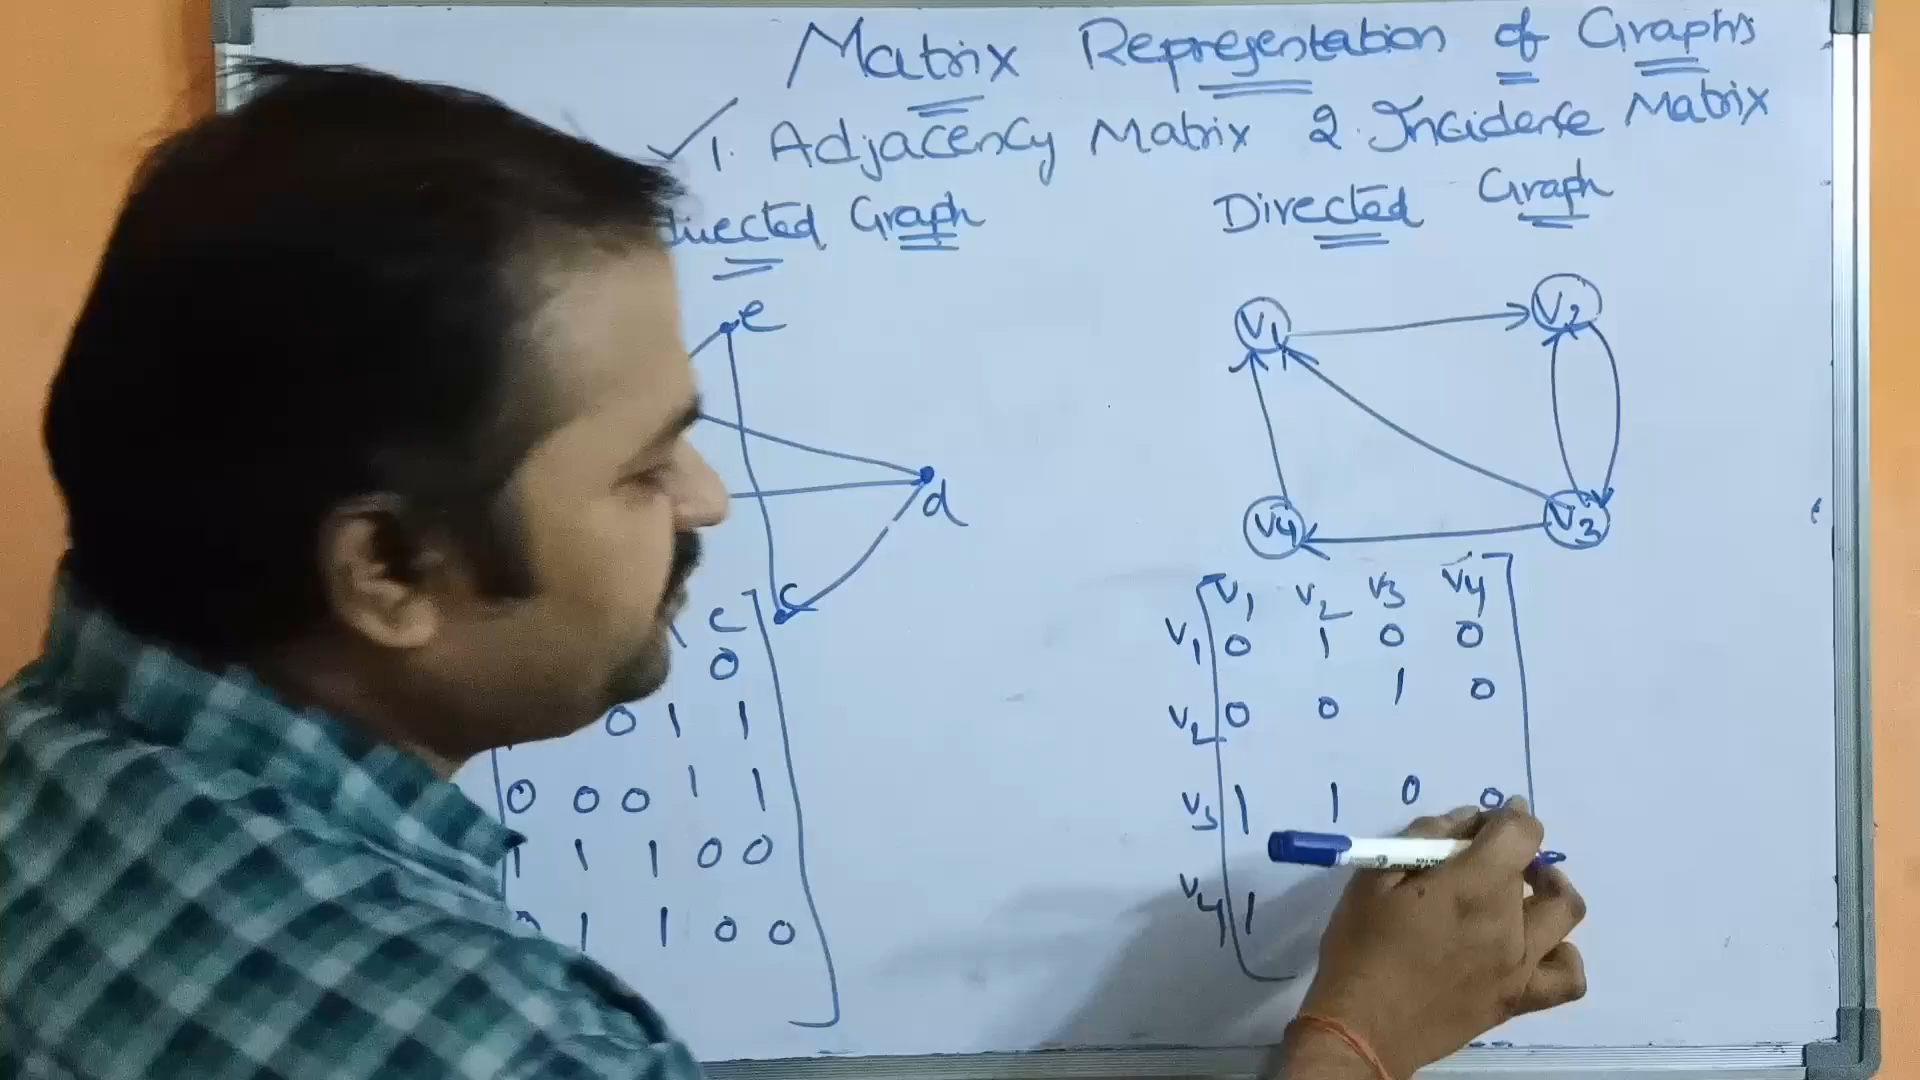 Matrix Representation of Graphs
1. Adjacency Matrix 2. Incidence Matrix
Graph
Directed Graph
e
d
c
V1 V2
V4 V3
e
0
0 1 1
0 0 0 1 1
1 1 1 0 0
1 1 0 0
V1 V2 V3 V4
V1 0 1 0 0
V2 0 0 1 0
V3 1 1 0 0
V4 1